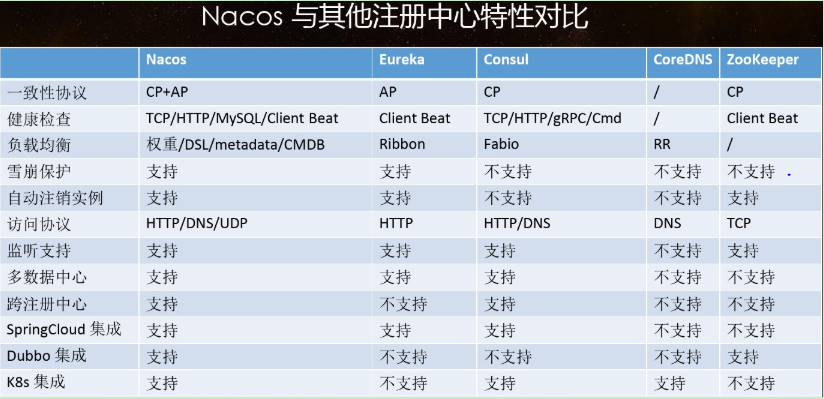 Nacos 与其他注册中心特性对比
Nacos Eureka Consul CoreDNS ZooKeeper
一致性协议 CP+AP AP CP / CP
健康检查 TCP/HTTP/MySQL/Client Beat Client Beat TCP/HTTP/gRPC/Cmd / Client Beat
负载均衡 权重/DSL/metadata/CMDB Ribbon Fabio RR /
雪崩保护 支持 支持 不支持 不支持 不支持
自动注销实例 支持 支持 不支持 不支持 支持
访问协议 HTTP/DNS/UDP HTTP HTTP/DNS DNS TCP
监听支持 支持 支持 支持 不支持 支持
多数据中心 支持 支持 支持 不支持 不支持
跨注册中心 支持 不支持 支持 不支持 不支持
SpringCloud 集成 支持 支持 支持 不支持 不支持
Dubbo 集成 支持 不支持 不支持 不支持 支持
K8s 集成 支持 不支持 支持 支持 不支持